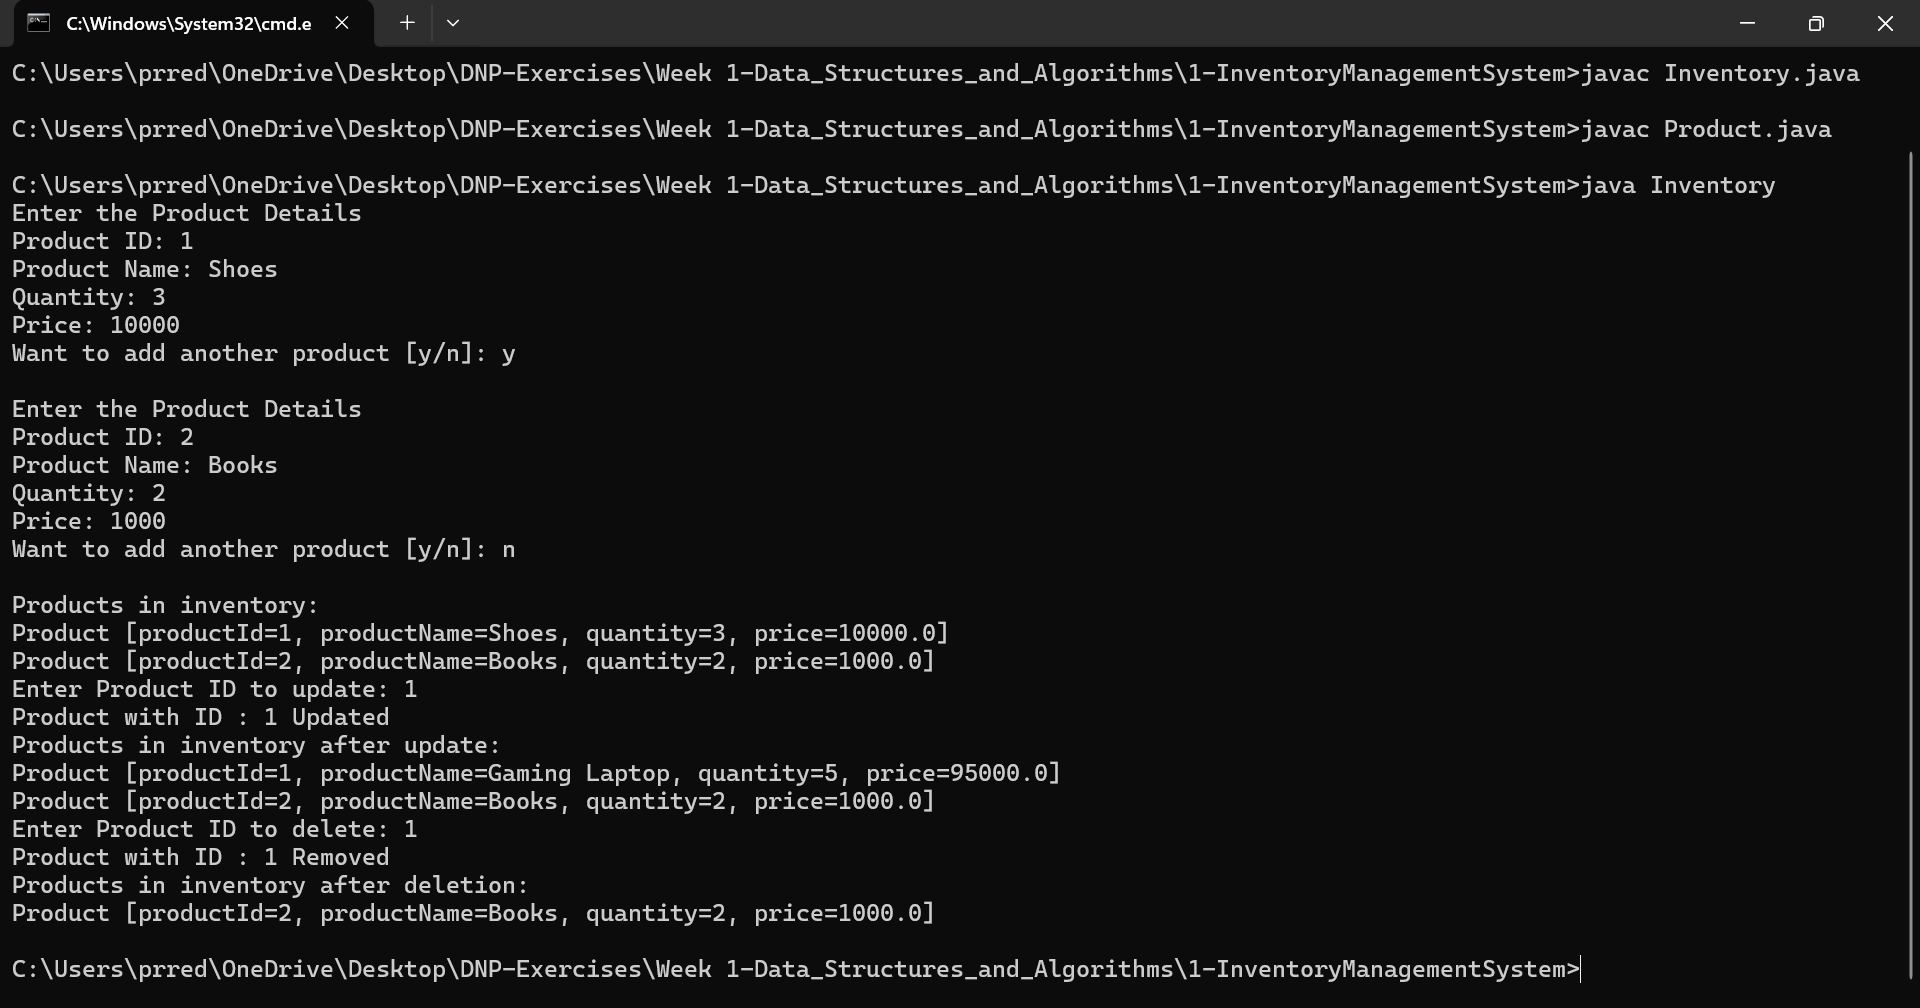 C:\Windows\System32\cmd.e
C:\Users\prred\OneDrive\Desktop\DNP-Exercises\Week 1-Data_Structures_and_Algorithms\1-InventoryManagementSystem>javac Inventory.java
C:\Users\prred\OneDrive\Desktop\DNP-Exercises\Week 1-Data_Structures_and_Algorithms\1-InventoryManagementSystem>javac Product.java
C:\Users\prred\OneDrive\Desktop\DNP-Exercises\Week 1-Data_Structures_and_Algorithms\1-InventoryManagementSystem>java Inventory
Enter the Product Details
Product ID: 1
Product Name: Shoes
Quantity: 3
Price: 10000
Want to add another product [y/n]: y
Enter the Product Details
Product ID: 2
Product Name: Books
Quantity: 2
Price: 1000
Want to add another product [y/n]: n
Products in inventory:
Product [productId=1, productName=Shoes, quantity=3, price=10000.0]
Product [productId=2, productName=Books, quantity=2, price=1000.0]
Enter Product ID to update: 1
Product with ID : 1 Updated
Products in inventory after update:
Product [productId=1, productName=Gaming Laptop, quantity=5, price=95000.0]
Product [productId=2, productName=Books, quantity=2, price=1000.0]
Enter Product ID to delete: 1
Product with ID : 1 Removed
Products in inventory after deletion:
Product [productId=2, productName=Books, quantity=2, price=1000.0]
C:\Users\prred\OneDrive\Desktop\DNP-Exercises\Week 1-Data_Structures_and_Algorithms\1-InventoryManagementSystem>